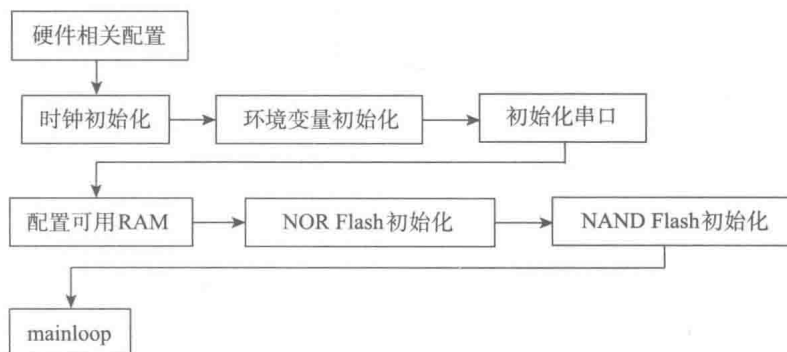 硬件相关配置
时钟初始化
环境变量初始化
初始化串口
配置可用RAM
NOR Flash初始化
NAND Flash初始化
mainloop